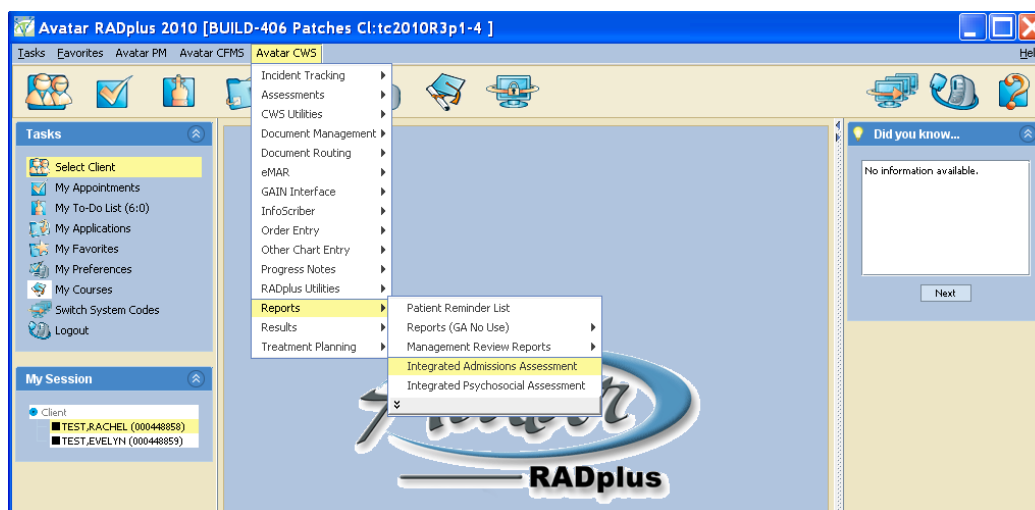 Avatar RADplus 2010 [BUILD-406 Patches Cl:tc2010R3p1-4 ]
Tasks Favorites Avatar PM Avatar CFMS Avatar CWS Hel
Tasks
Select Client
My Appointments
My To-Do List (6:0)
My Applications
My Favorites
My Preferences
My Courses
Switch System Codes
Logout
My Session
Client
TEST,RACHEL (000448858)
TEST,EVELYN (000448859)
Incident Tracking
Assessments
CWS Utilities
Document Management
Document Routing
eMAR
GAIN Interface
InfoScriber
Order Entry
Other Chart Entry
Progress Notes
RADplus Utilities
Reports
Results
Treatment Planning
Patient Reminder List
Reports (GA No Use)
Management Review Reports
Integrated Admissions Assessment
Integrated Psychosocial Assessment
RADplus
Did you know...
No information available.
Next